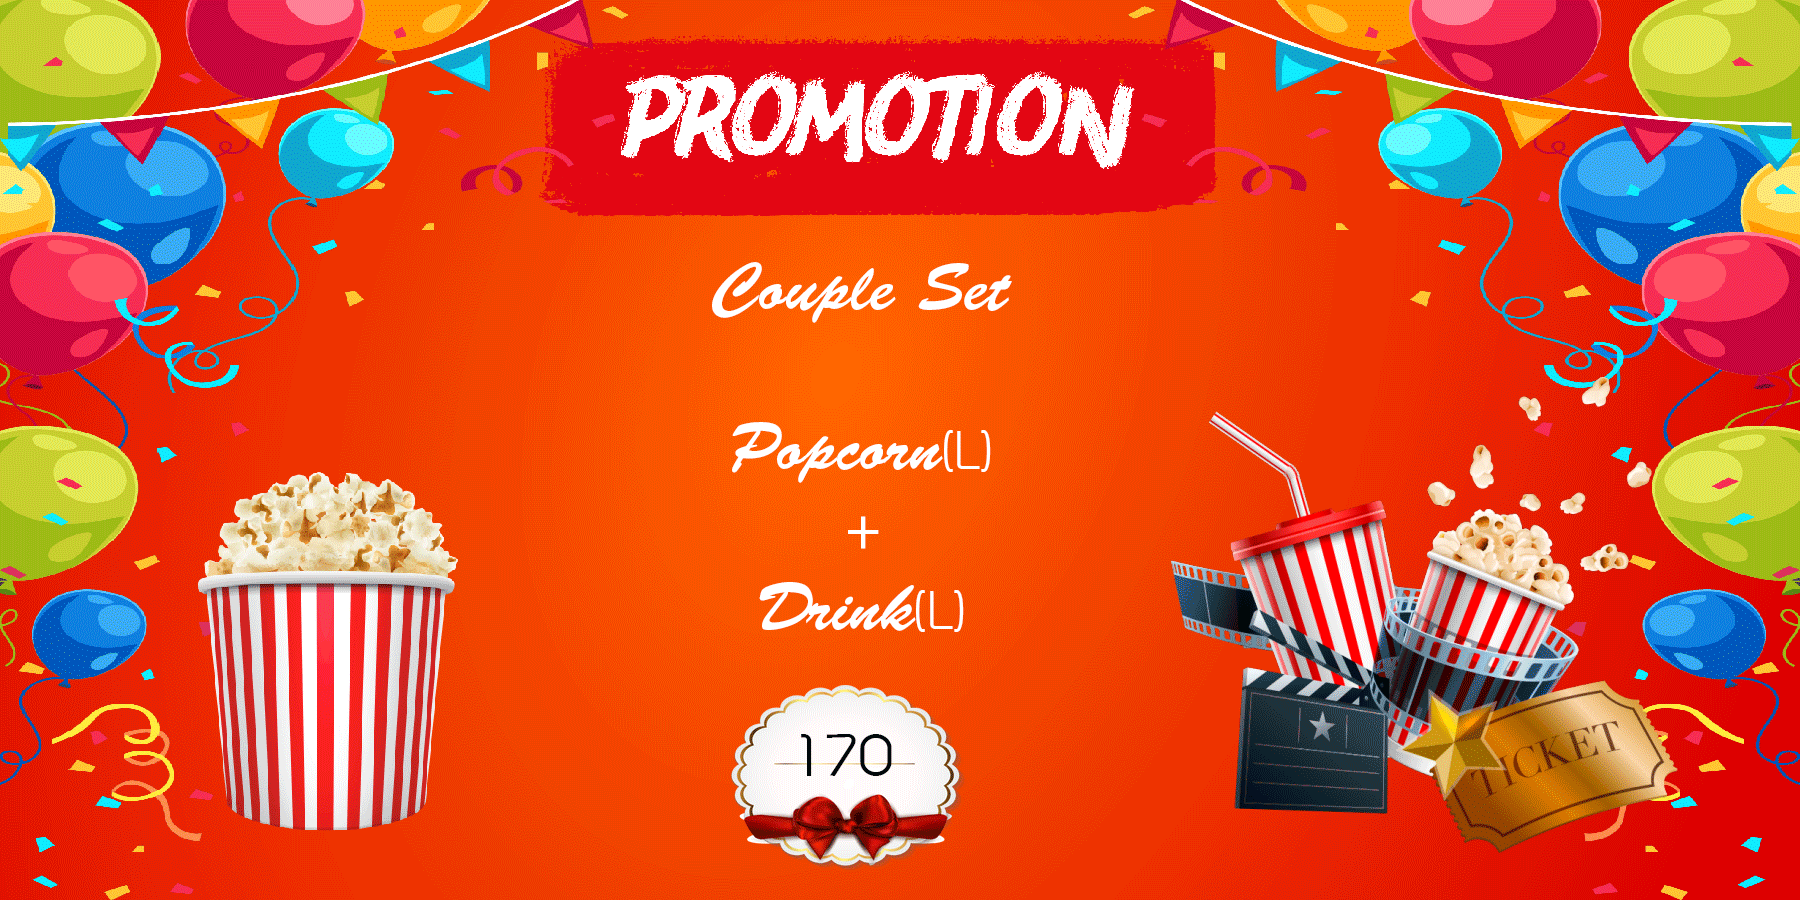 PROMOTION
Couple Set
Popcorn(L)
+
Drink(L)
170
TICKET